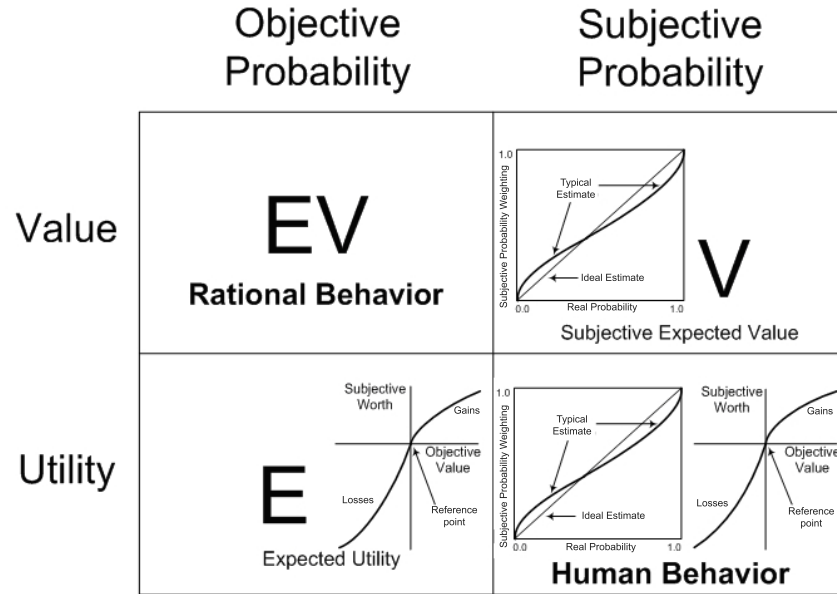 Objective
Probability
Subjective
Probability
Value
EV
Rational Behavior
1.0
Subjective Probability Weighting
Typical
Estimate
Ideal Estimate
0.0
Real Probability
1.0
V
Subjective Expected Value
Utility
E
Subjective
Worth
Gains
Objective
Value
Losses
Reference
point
Expected Utility
1.0
Subjective Probability Weighting
Typical
Estimate
Ideal Estimate
0.0
Real Probability
1.0
Subjective
Worth
Gains
Objective
Value
Losses
Reference
point
Human Behavior